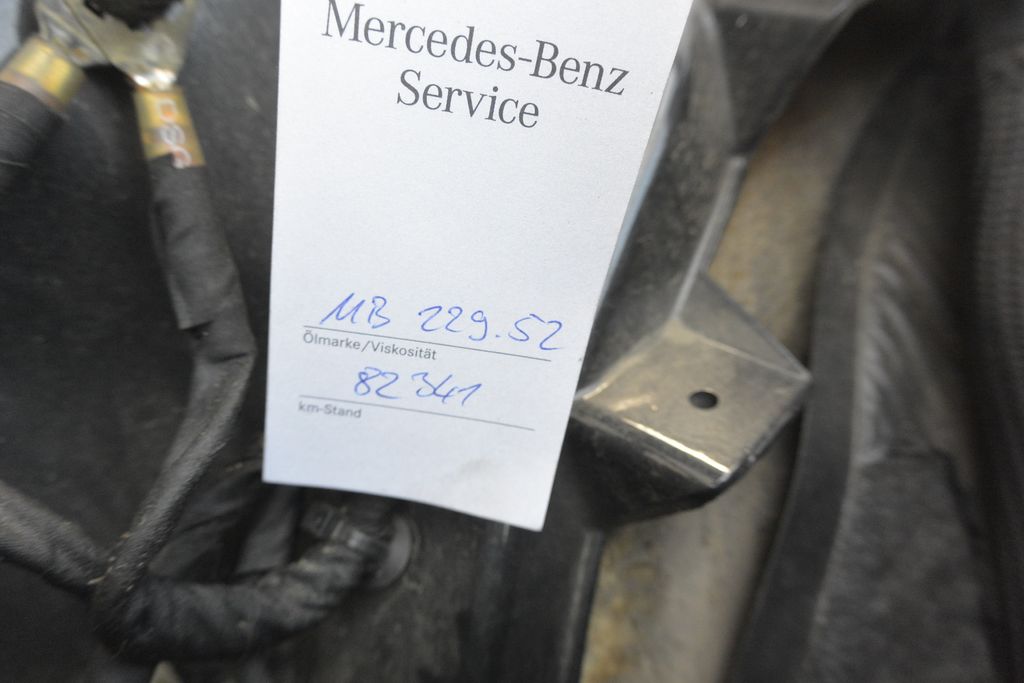 Mercedes-Benz
Service
MB 229.52
Ölmarke/Viskosität
82341
km-Stand